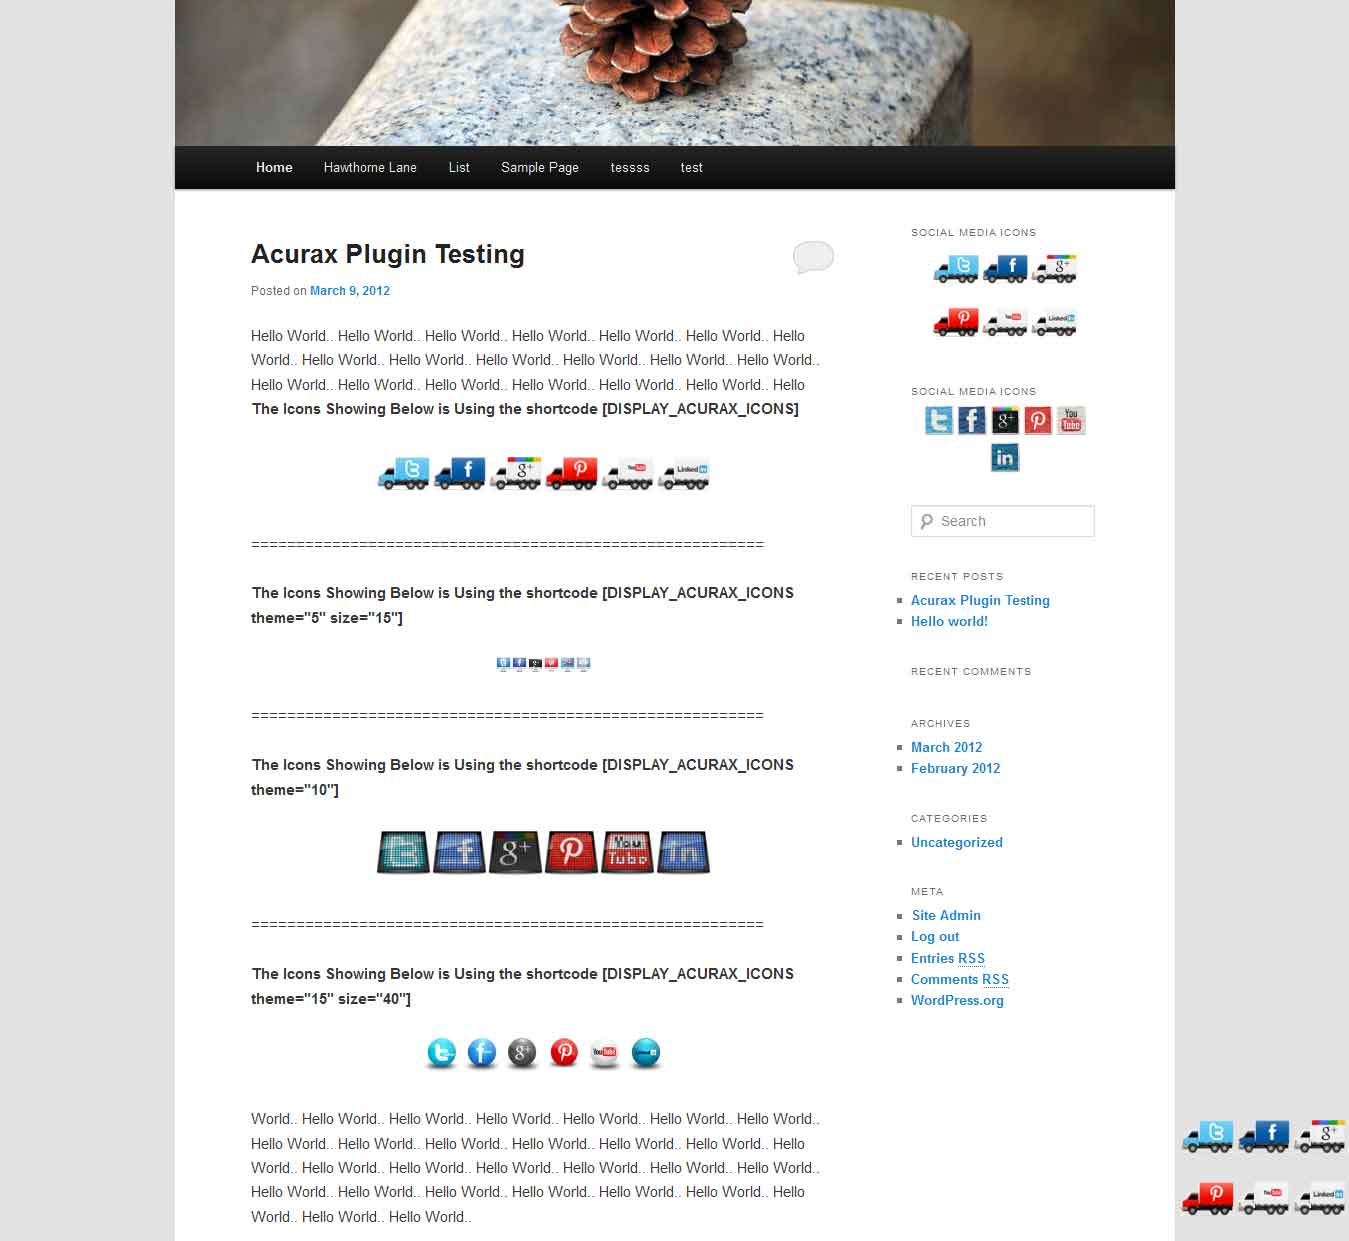 Home Hawthorne Lane List Sample Page tessss test
Acurax Plugin Testing
Posted on March 9, 2012
Hello World.. Hello World.. Hello World.. Hello World.. Hello World.. Hello World.. Hello
World.. Hello World.. Hello World.. Hello World.. Hello World.. Hello World.. Hello World..
Hello World.. Hello World.. Hello World.. Hello World.. Hello World.. Hello World.. Hello
The Icons Showing Below is Using the shortcode [DISPLAY_ACURAX_ICONS]
g+ You Tube Linked in
=========================================================
The Icons Showing Below is Using the shortcode [DISPLAY_ACURAX_ICONS
theme="5" size="15"]
=========================================================
The Icons Showing Below is Using the shortcode [DISPLAY_ACURAX_ICONS
theme="10"]
t f g+ P You Tube in
=========================================================
The Icons Showing Below is Using the shortcode [DISPLAY_ACURAX_ICONS
theme="15" size="40"]
t f g+ P You Tube Linked in
World.. Hello World.. Hello World.. Hello World.. Hello World.. Hello World.. Hello World..
Hello World.. Hello World.. Hello World.. Hello World.. Hello World.. Hello World.. Hello
World.. Hello World.. Hello World.. Hello World.. Hello World.. Hello World.. Hello World..
Hello World.. Hello World.. Hello World.. Hello World.. Hello World.. Hello World.. Hello
World.. Hello World.. Hello World..
SOCIAL MEDIA ICONS
t f g+
P You Tube Linked in
SOCIAL MEDIA ICONS
t f g+ P You Tube
in
Search
RECENT POSTS
Acurax Plugin Testing
Hello world!
RECENT COMMENTS
ARCHIVES
March 2012
February 2012
CATEGORIES
Uncategorized
META
Site Admin
Log out
Entries RSS
Comments RSS
WordPress.org
t f g+
P You Tube Linked in